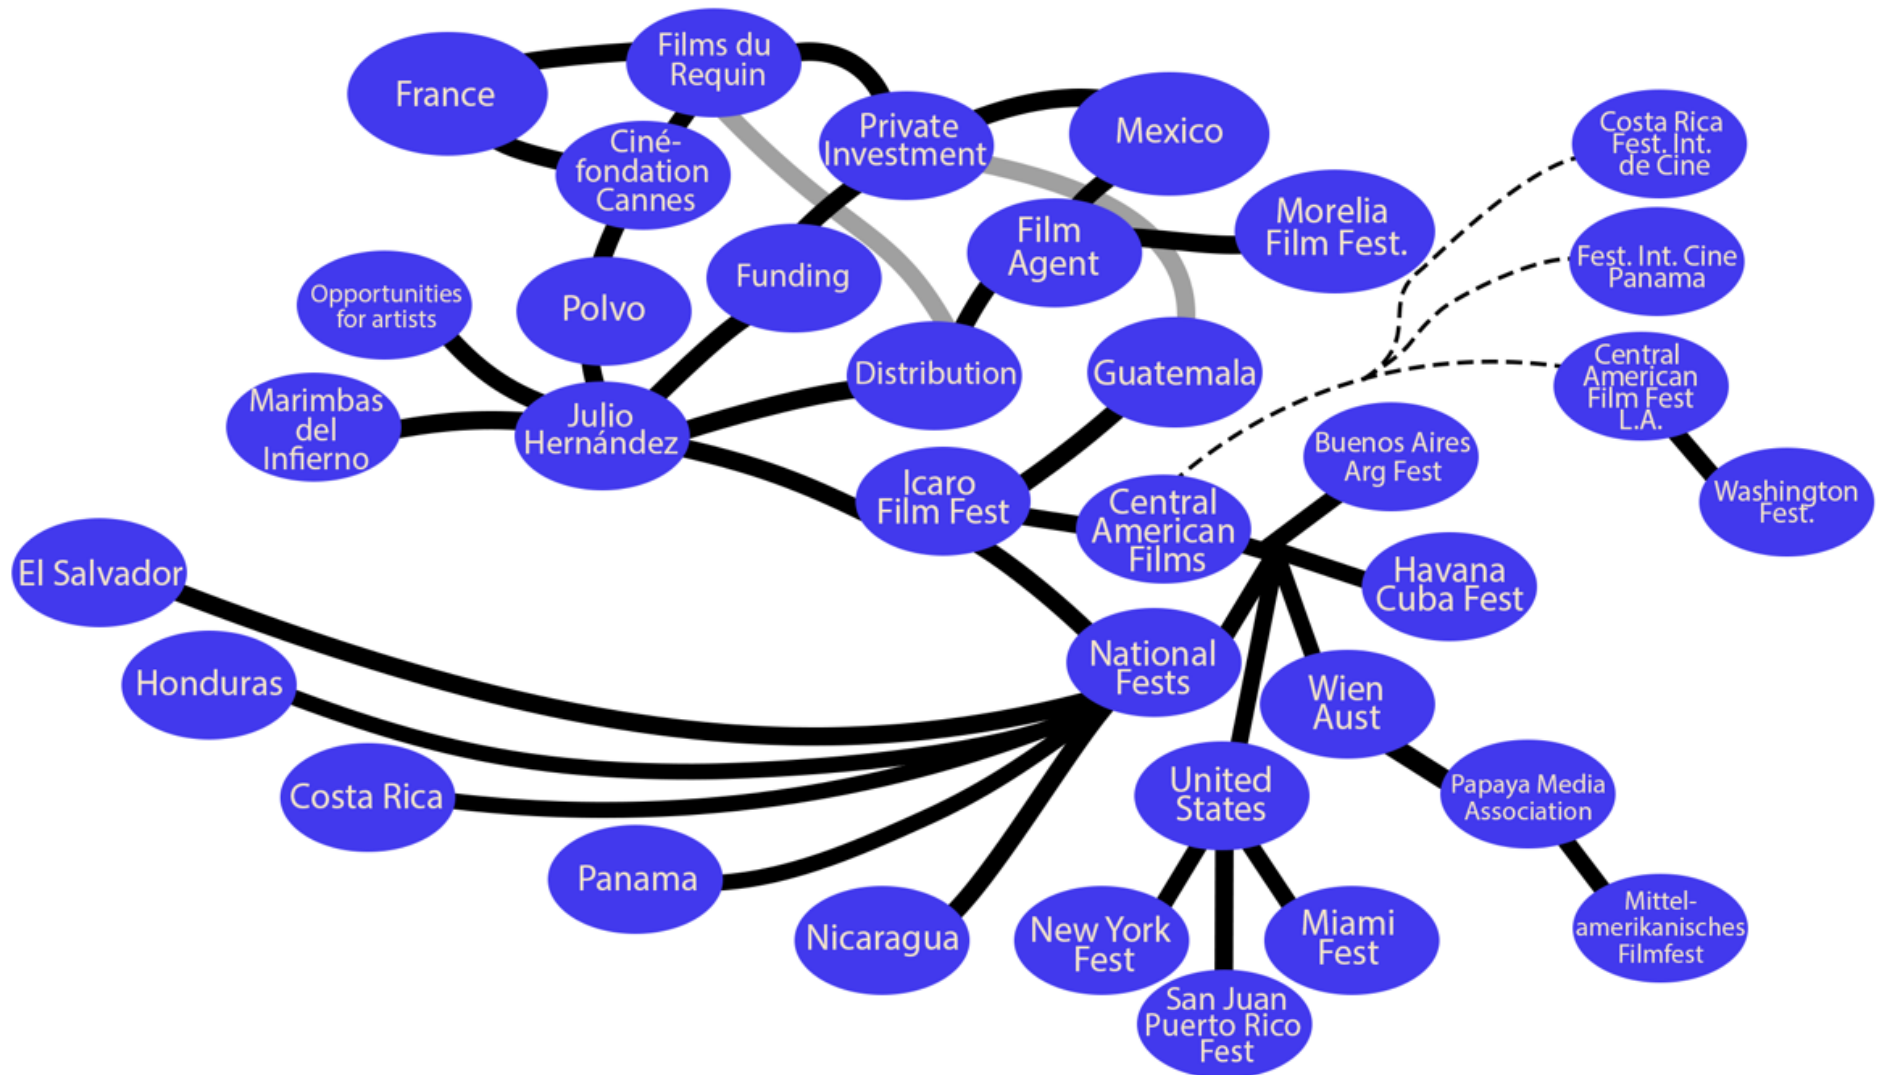 Films du
Requin
France
Private
Investment
Mexico
Costa Rica
Fest. Int.
de Cine
Ciné-
fondation
Cannes
Morelia
Film Fest.
Film
Agent
Fest. Int. Cine
Panama
Funding
Opportunities
for artists
Polvo
Distribution
Guatemala
Central
American
Film Fest
L.A.
Marimbas
del
Infierno
Julio
Hernández
Buenos Aires
Arg Fest
Icaro
Film Fest
Central
American
Films
Washington
Fest.
El Salvador
Havana
Cuba Fest
National
Fests
Honduras
Wien
Aust
United
States
Costa Rica
Papaya Media
Association
Panama
Nicaragua
New York
Fest
Miami
Fest
Mittel-
amerikanisches
Filmfest
San Juan
Puerto Rico
Fest